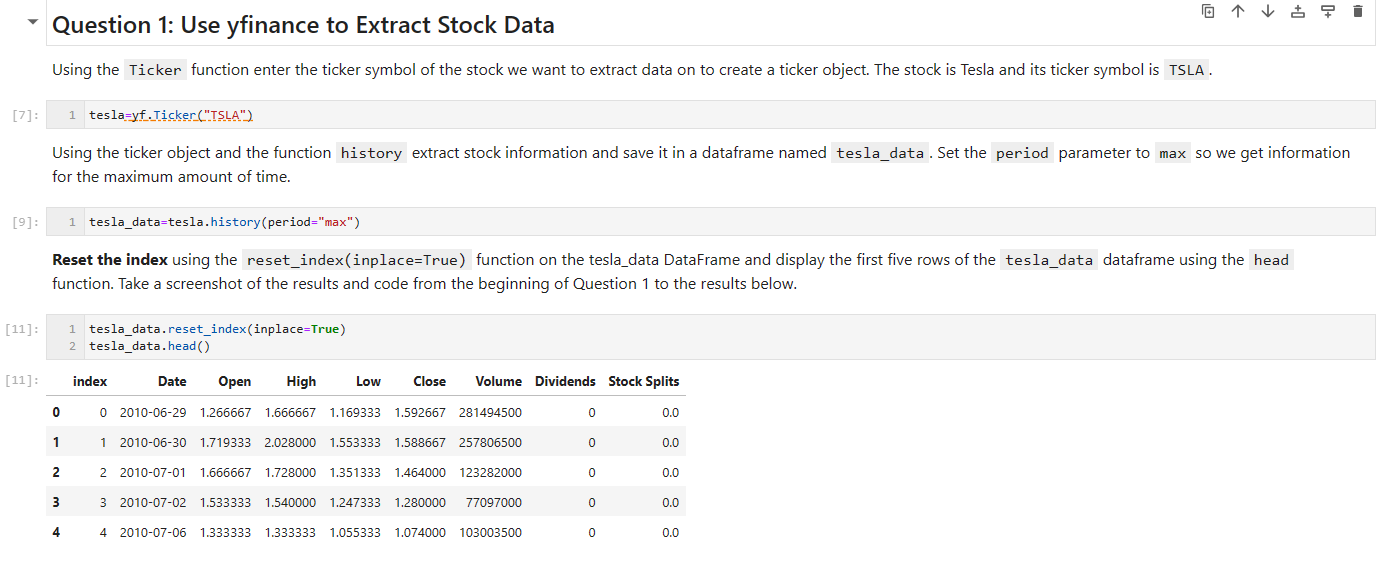 Question 1: Use yfinance to Extract Stock Data
Using the Ticker function enter the ticker symbol of the stock we want to extract data on to create a ticker object. The stock is Tesla and its ticker symbol is TSLA.
[7]: 1 tesla=yf.Ticker("TSLA")
Using the ticker object and the function history extract stock information and save it in a dataframe named tesla_data. Set the period parameter to max so we get information
for the maximum amount of time.
[9]: 1 tesla_data=tesla.history(period="max")
Reset the index using the reset_index(inplace=True) function on the tesla_data DataFrame and display the first five rows of the tesla_data dataframe using the head
function. Take a screenshot of the results and code from the beginning of Question 1 to the results below.
[11]: 1 tesla_data.reset_index(inplace=True)
2 tesla_data.head()
[11]: index Date Open High Low Close Volume Dividends Stock Splits
0 0 2010-06-29 1.266667 1.666667 1.169333 1.592667 281494500 0 0.0
1 1 2010-06-30 1.719333 2.028000 1.553333 1.588667 257806500 0 0.0
2 2 2010-07-01 1.666667 1.728000 1.351333 1.464000 123282000 0 0.0
3 3 2010-07-02 1.533333 1.540000 1.247333 1.280000 77097000 0 0.0
4 4 2010-07-06 1.333333 1.333333 1.055333 1.074000 103003500 0 0.0